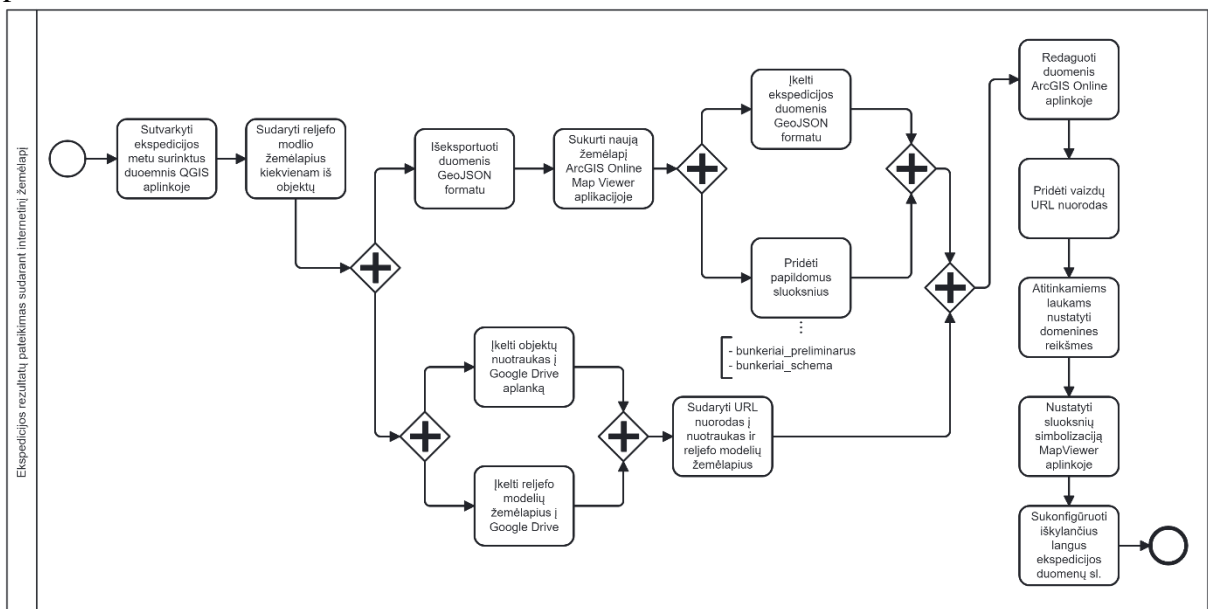 Ekspedicijos rezultatų pateikimas sudarant internetinį žemėlapį
Sutvarkyti
ekspedicijos
metu surinktus
duoemnis QGIS
aplinkoje
Sudaryti reljefo
modlio
žemėlapius
kiekvienam iš
objektų
Išeksportuoti
duomenis
GeoJSON
formatu
Sukurti naują
žemėlapį
ArcGIS Online
Map Viewer
aplikacijoje
Įkelti
ekspedicijos
duomenis
GeoJSON
formatu
Pridėti
papildomus
sluoksnius
- bunkeriai_preliminarus
- bunkeriai_schema
Įkelti objektų
nuotraukas į
Google Drive
aplanką
Įkelti reljefo
modelių
žemėlapius į
Google Drive
Sudaryti URL
nuorodas į
nuotraukas ir
reljefo modelių
žemėlapius
Redaguoti
duomenis
ArcGIS Online
aplinkoje
Pridėti vaizdų
URL nuorodas
Atitinkamiems
laukams
nustatyti
domenines
reikšmes
Nustatyti
sluoksnių
simbolizaciją
MapViewer
aplinkoje
Sukonfigūruoti
iškylančius
langus
ekspedicijos
duomenų sl.